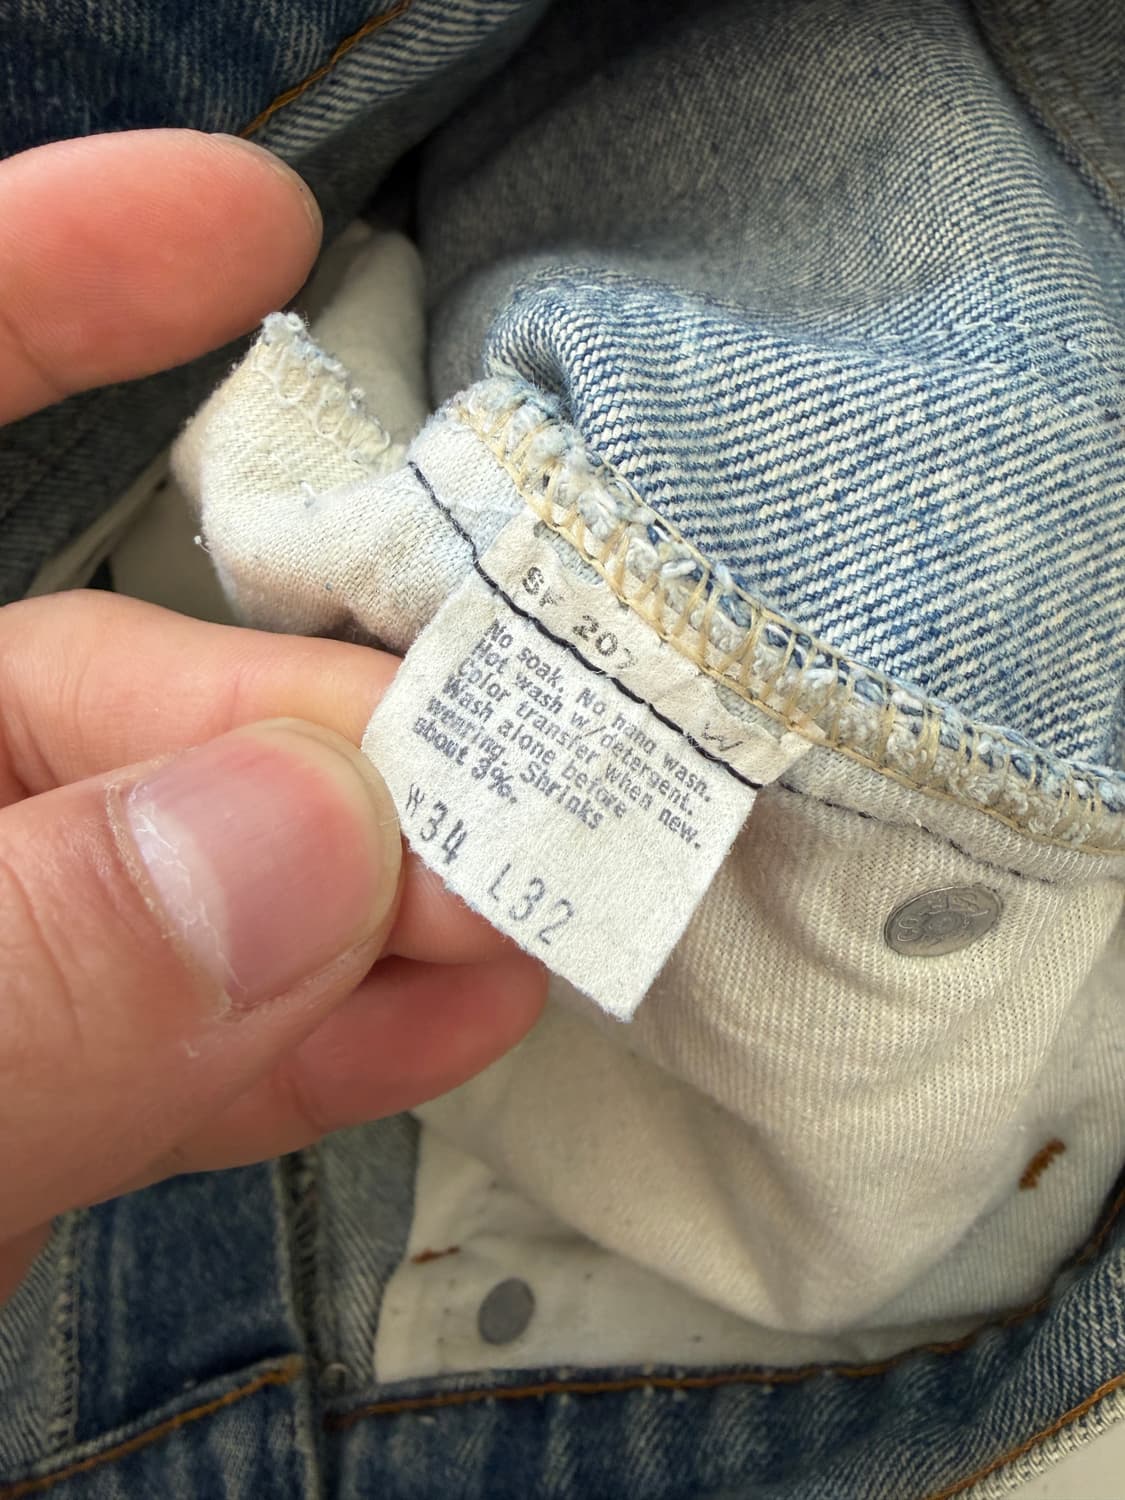 SF 207 W
No soak. No hand wash.
Hot wash w/detergent.
Color transfer when new.
Wash alone before
wearing. Shrinks
about 3%.
W34 L32